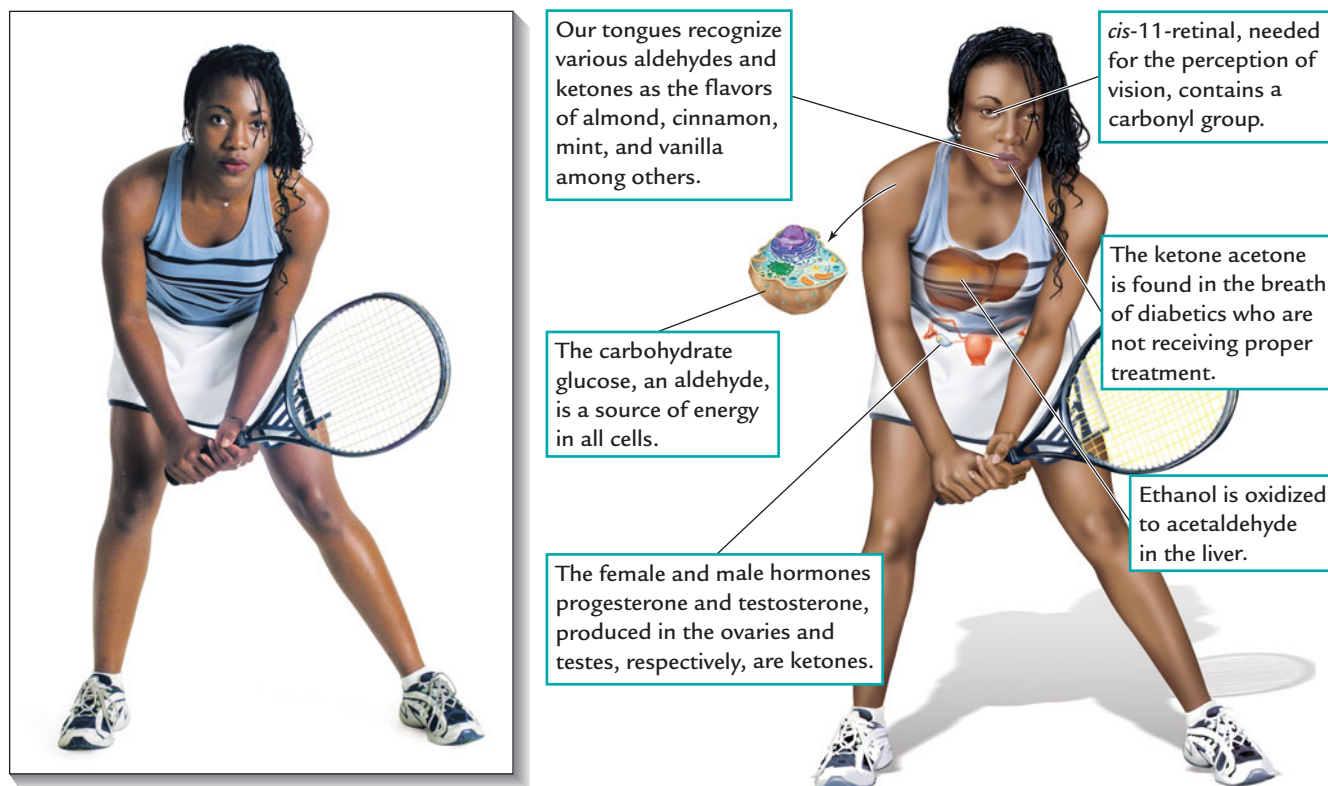 Our tongues recognize
various aldehydes and
ketones as the flavors
of almond, cinnamon,
mint, and vanilla
among others.
cis-11-retinal, needed
for the perception of
vision, contains a
carbonyl group.
The ketone acetone
is found in the breath
of diabetics who are
not receiving proper
treatment.
The carbohydrate
glucose, an aldehyde,
is a source of energy
in all cells.
Ethanol is oxidized
to acetaldehyde
in the liver.
The female and male hormones
progesterone and testosterone,
produced in the ovaries and
testes, respectively, are ketones.